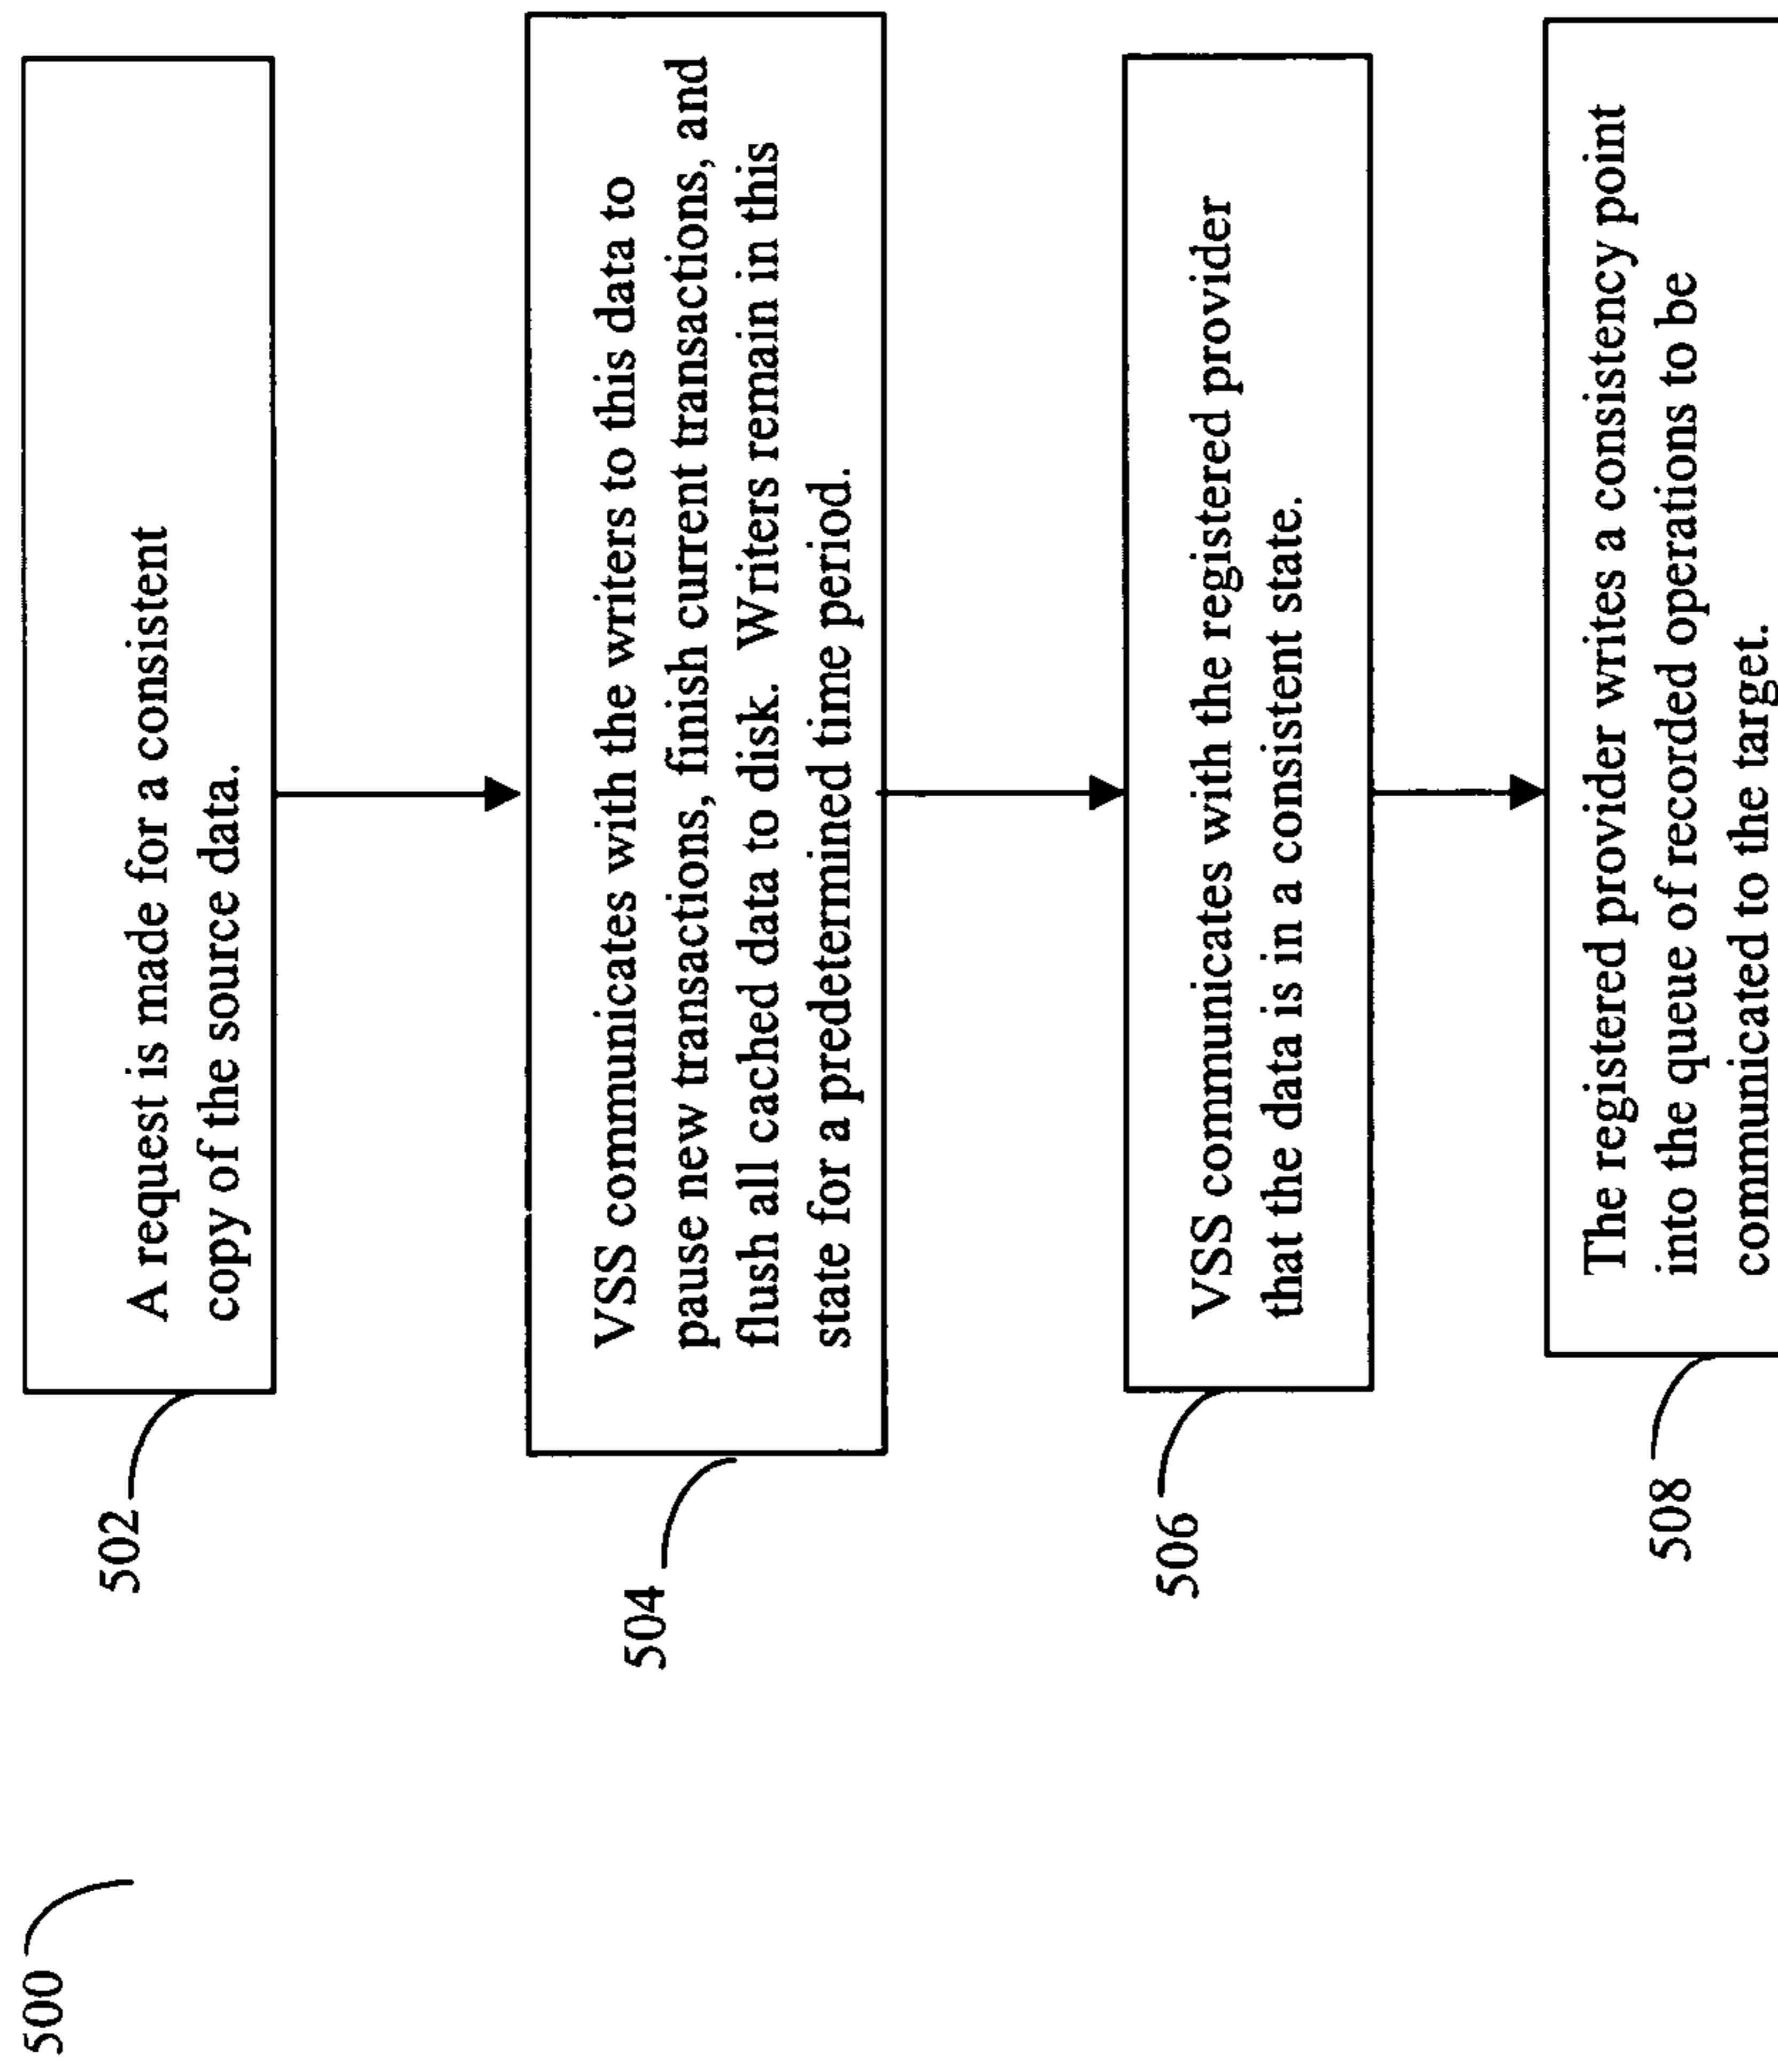 500
502
A request is made for a consistent
copy of the source data.
504
VSS communicates with the writers to this data to
pause new transactions, finish current transactions, and
flush all cached data to disk. Writers remain in this
state for a predetermined time period.
506
VSS communicates with the registered provider
that the data is in a consistent state.
508
The registered provider writes a consistency point
into the queue of recorded operations to be
communicated to the target.